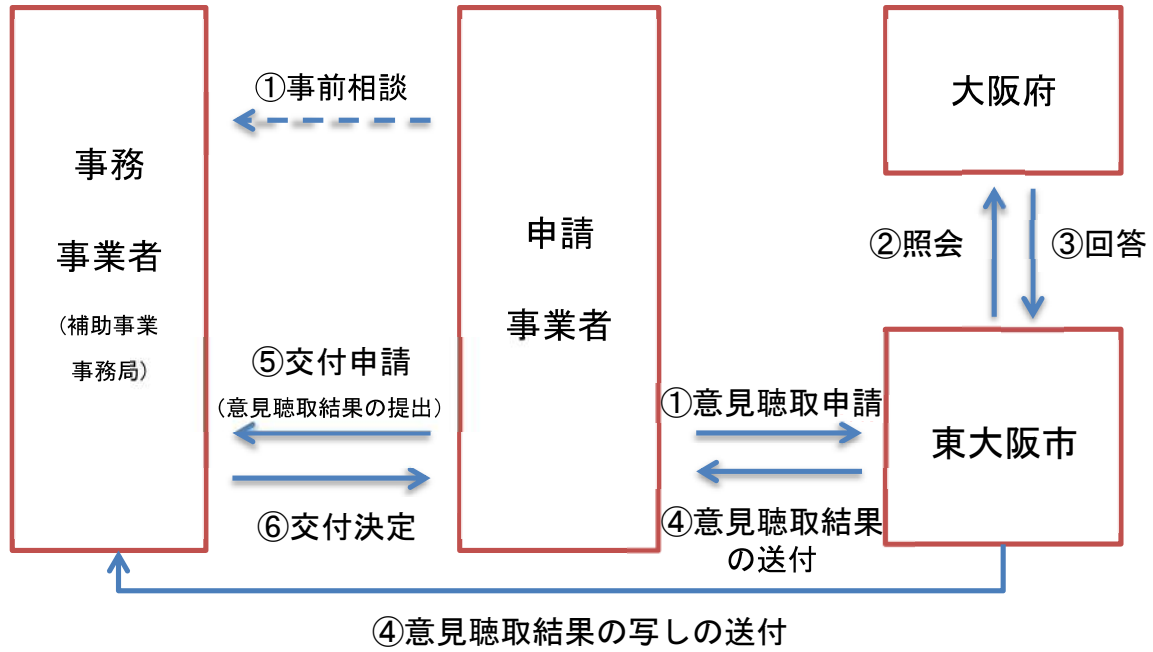 ①事前相談
事務
事業者
(補助事業
事務局)
申請
事業者
大阪府
②照会
③回答
⑤交付申請
(意見聴取結果の提出)
⑥交付決定
①意見聴取申請
④意見聴取結果
の送付
東大阪市
④意見聴取結果の写しの送付